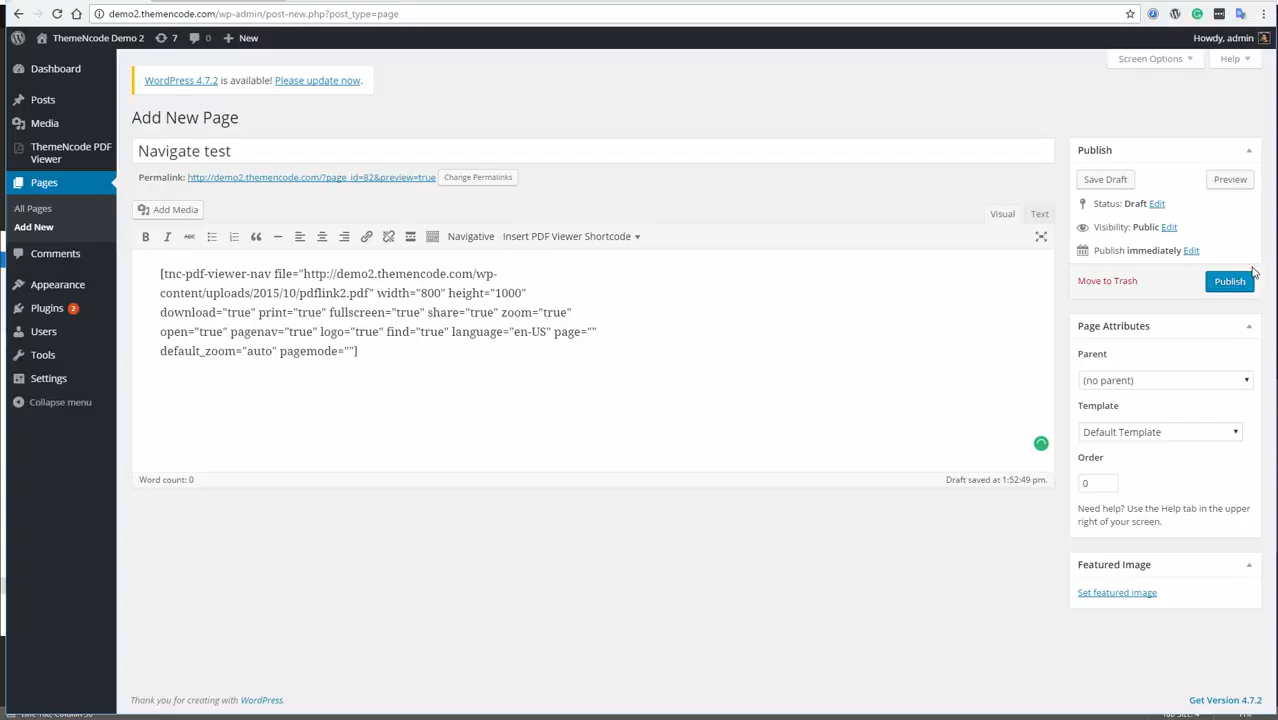 demo2.themencode.com/wp-admin/post-new.php?post_type=page
ThemeNcode Demo 2 7 0 New Howdy, admin
Screen Options Help
Dashboard
Posts
Media
ThemeNcode PDF
Viewer
Pages
All Pages
Add New
Comments
Appearance
Plugins 2
Users
Tools
Settings
Collapse menu
WordPress 4.7.2 is available! Please update now.
Add New Page
Navigate test
Permalink: http://demo2.themencode.com/?page_id=82&preview=true Change Permalinks
Add Media
Visual Text
B I ABC Navigative Insert PDF Viewer Shortcode
[tnc-pdf-viewer-nav file="http://demo2.themencode.com/wp-
content/uploads/2015/10/pdflink2.pdf" width="800" height="1000"
download="true" print="true" fullscreen="true" share="true" zoom="true"
open="true" pagenav="true" logo="true" find="true" language="en-US" page=""
default_zoom="auto" pagemode=""]
Word count: 0 Draft saved at 1:52:49 pm.
Publish
Save Draft Preview
Status: Draft Edit
Visibility: Public Edit
Publish immediately Edit
Move to Trash Publish
Page Attributes
Parent
(no parent)
Template
Default Template
Order
0
Need help? Use the Help tab in the upper
right of your screen.
Featured Image
Set featured image
Thank you for creating with WordPress. Get Version 4.7.2